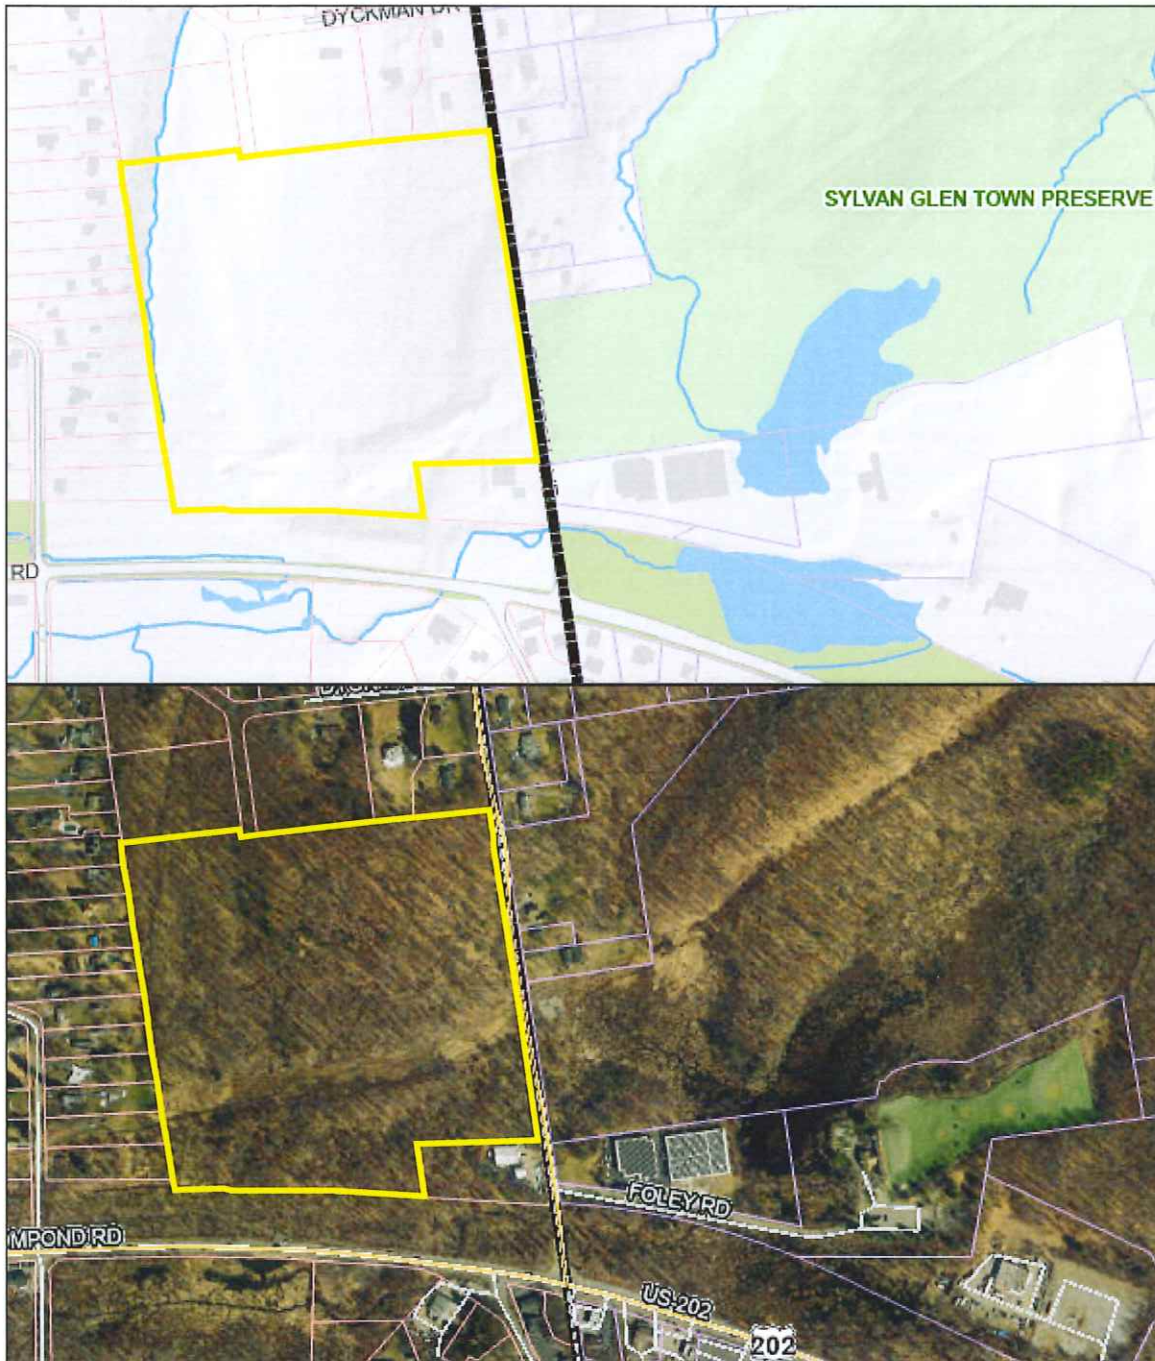 DYCKMAN DR
SYLVAN GLEN TOWN PRESERVE
RD
FOLEY RD
MPOND RD
US-202
202